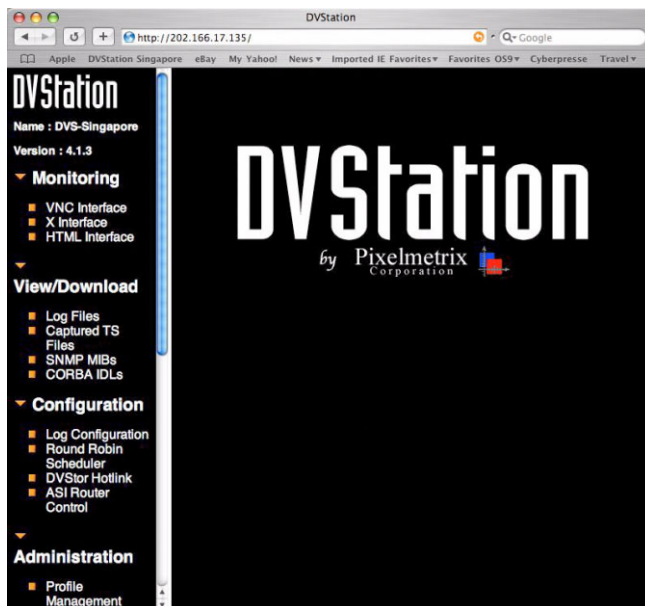 DVStation
http://202.166.17.135/
Google
Apple DVStation Singapore eBay My Yahoo! News Imported IE Favorites Favorites OS9 Cyberpresse Travel
DVStation
Name : DVS-Singapore
Version : 4.1.3
Monitoring
VNC Interface
X Interface
HTML Interface
View/Download
Log Files
Captured TS
Files
SNMP MIBs
CORBA IDLs
Configuration
Log Configuration
Round Robin
Scheduler
DVStor Hotlink
ASI Router
Control
Administration
Profile
Management
DVStation
by Pixelmetrix
Corporation